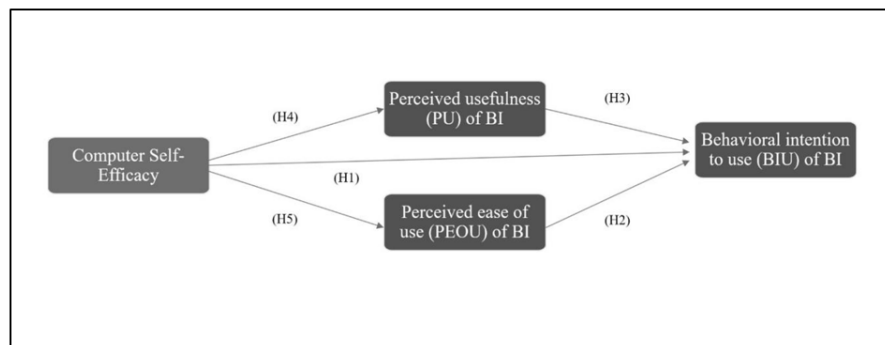 Perceived usefulness
(PU) of BI
(H4)
(H3)
Computer Self-
Efficacy
Behavioral intention
to use (BIU) of BI
(H1)
(H5)
Perceived ease of
use (PEOU) of BI
(H2)